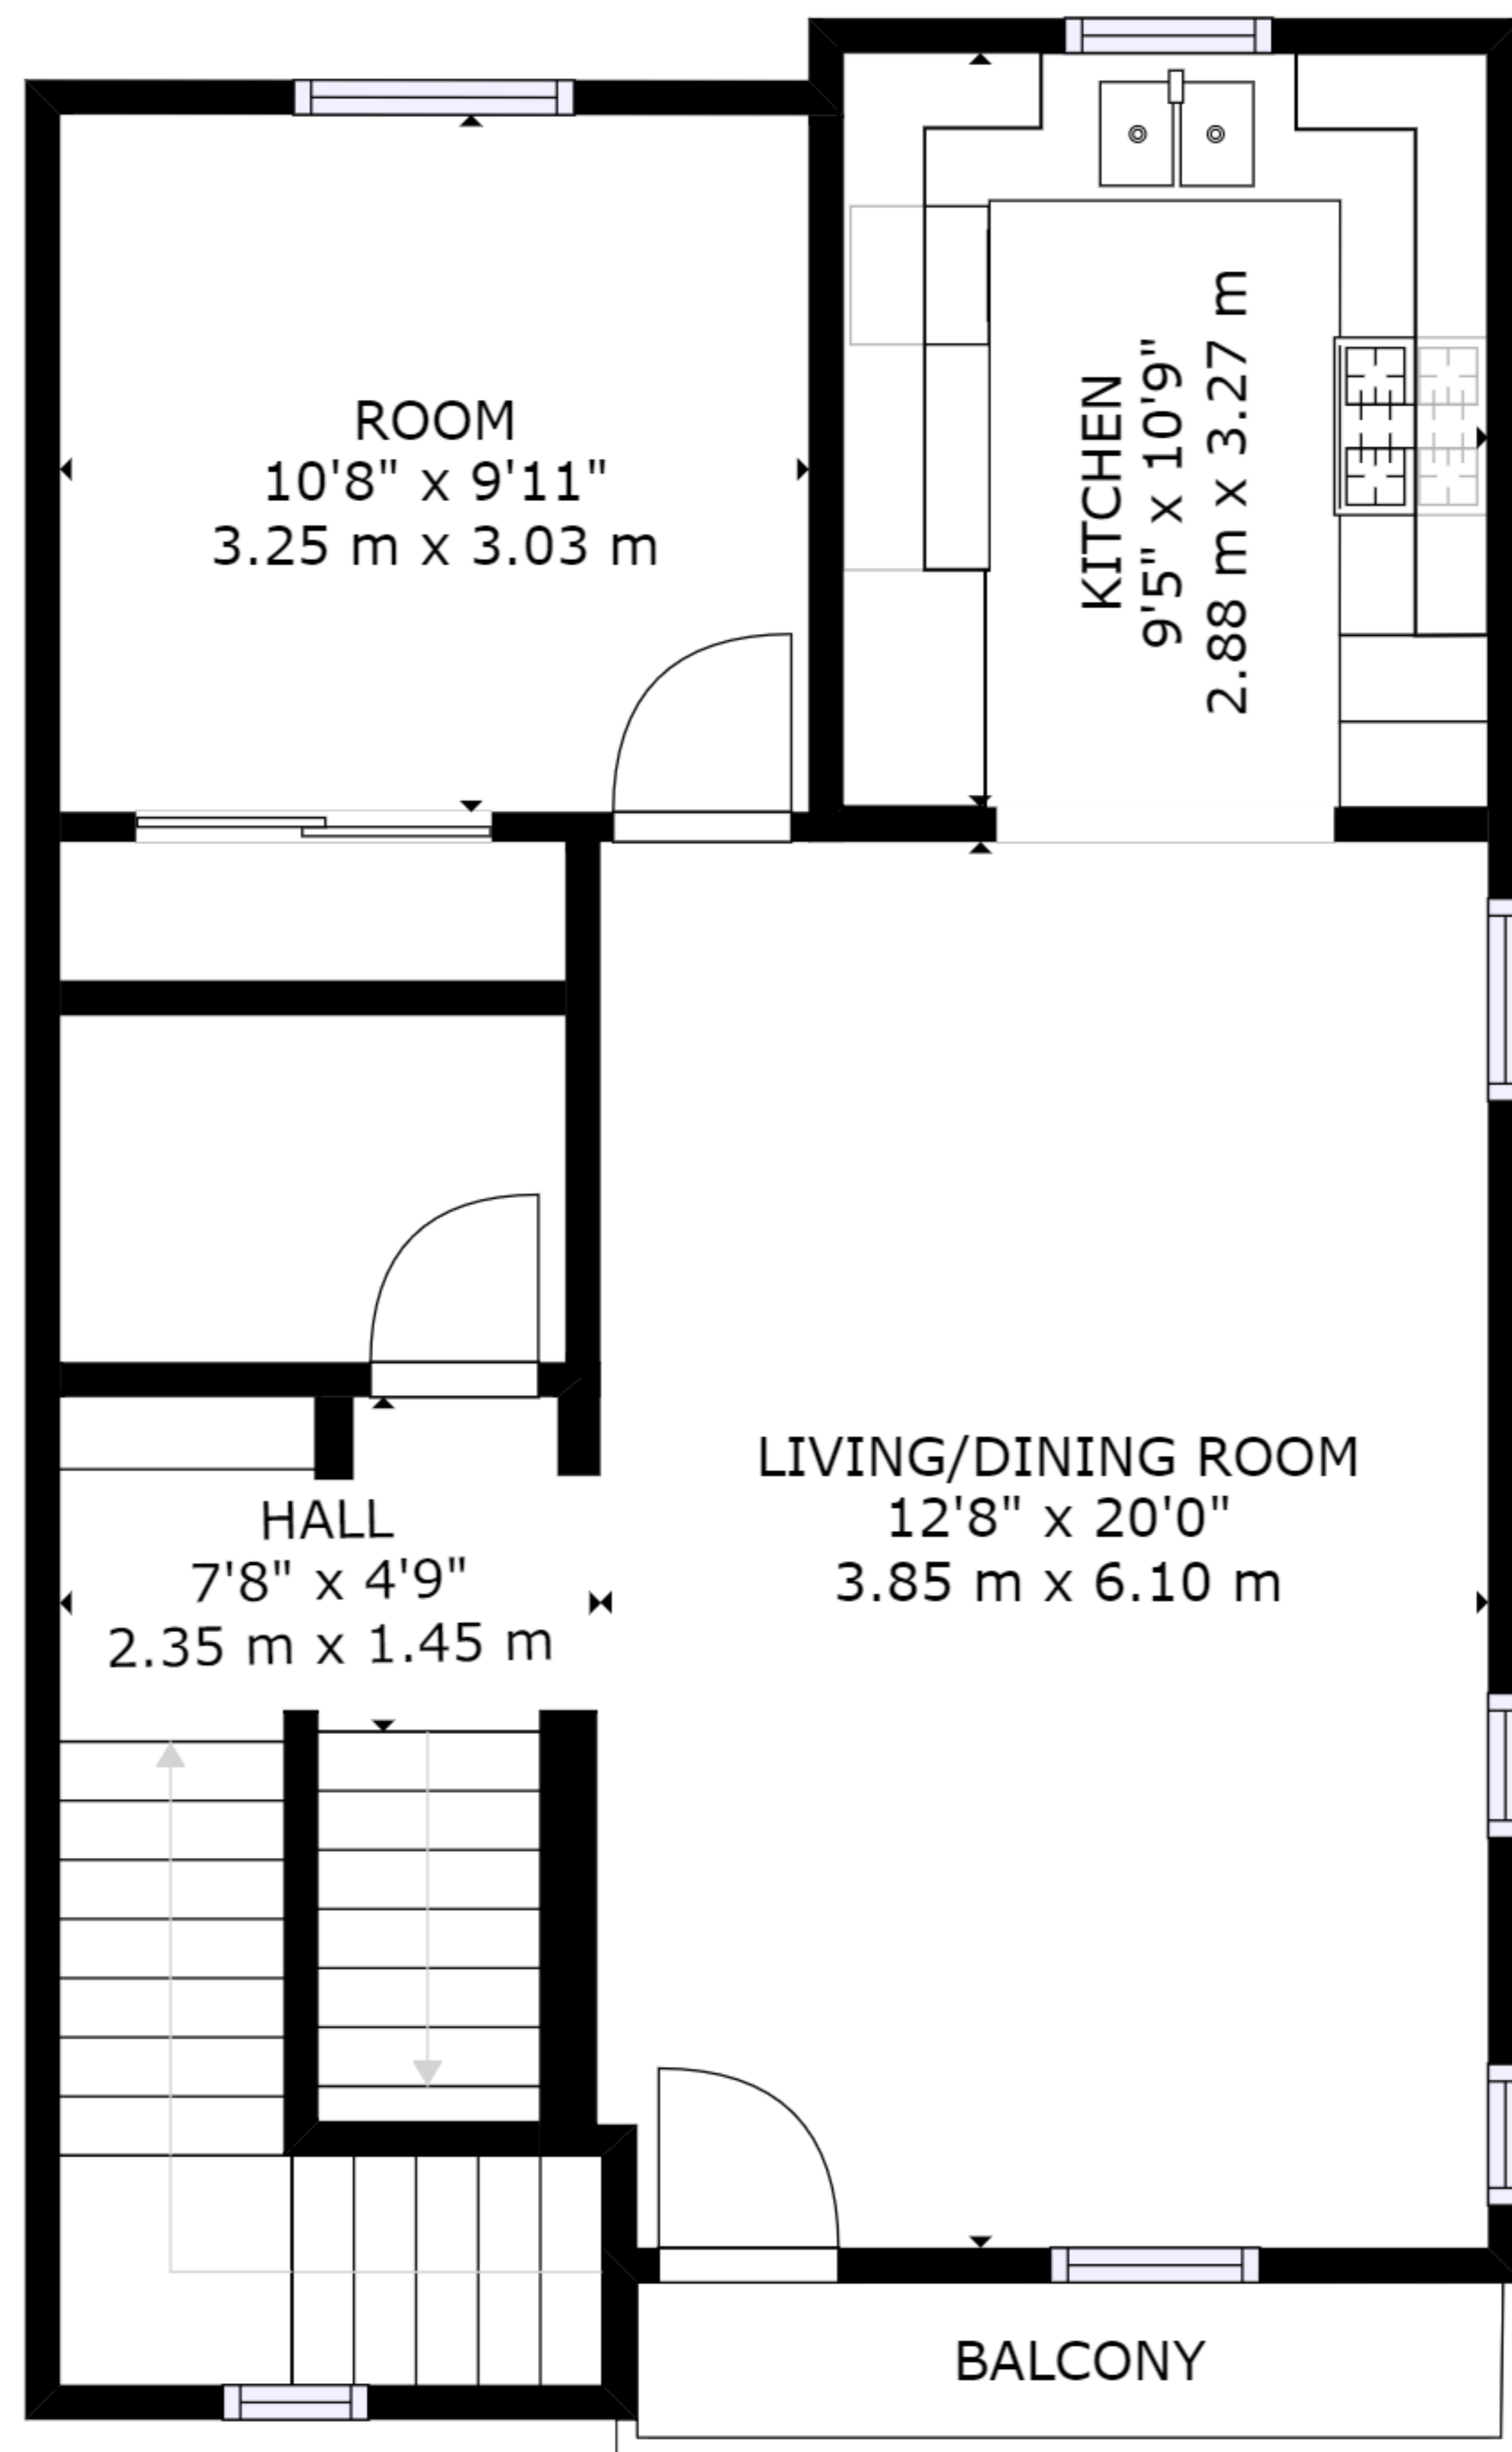 ROOM
10'8" x 9'11"
3.25 m x 3.03 m
KITCHEN
9'5" x 10'9"
2.88 m x 3.27 m
LIVING/DINING ROOM
12'8" x 20'0"
3.85 m x 6.10 m
HALL
7'8" x 4'9"
2.35 m x 1.45 m
BALCONY